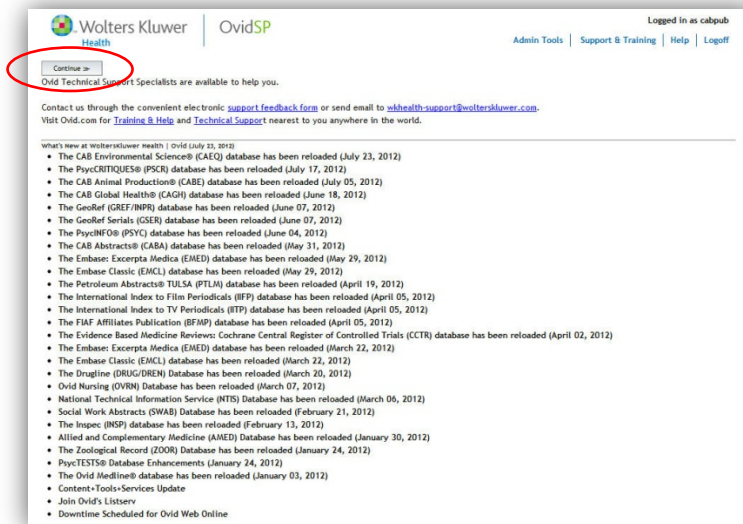 Wolters Kluwer
Health
OvidSP
Logged in as cabpub
Admin Tools | Support & Training | Help | Logoff
Continue ≫
Ovid Technical Support Specialists are available to help you.
Contact us through the convenient electronic support feedback form or send email to wkhealth-support@wolterskluwer.com.
Visit Ovid.com for Training & Help and Technical Support nearest to you anywhere in the world.
What's New at WoltersKluwer Health | Ovid (July 23, 2012)
• The CAB Environmental Science® (CAEQ) database has been reloaded (July 23, 2012)
• The PsycCRITIQUES® (PSCR) database has been reloaded (July 17, 2012)
• The CAB Animal Production® (CABE) database has been reloaded (July 05, 2012)
• The CAB Global Health® (CAGH) database has been reloaded (June 18, 2012)
• The GeoRef (GREF/INPR) database has been reloaded (June 07, 2012)
• The GeoRef Serials (GSER) database has been reloaded (June 07, 2012)
• The PsycINFO® (PSYC) database has been reloaded (June 04, 2012)
• The CAB Abstracts® (CABA) database has been reloaded (May 31, 2012)
• The Embase: Excerpta Medica (EMED) database has been reloaded (May 29, 2012)
• The Embase Classic (EMCL) database has been reloaded (May 29, 2012)
• The Petroleum Abstracts® TULSA (PTLM) database has been reloaded (April 19, 2012)
• The International Index to Film Periodicals (IIFP) database has been reloaded (April 05, 2012)
• The International Index to TV Periodicals (IITP) database has been reloaded (April 05, 2012)
• The FIAF Affiliates Publication (BFMP) database has been reloaded (April 05, 2012)
• The Evidence Based Medicine Reviews: Cochrane Central Register of Controlled Trials (CCTR) database has been reloaded (April 02, 2012)
• The Embase: Excerpta Medica (EMED) database has been reloaded (March 22, 2012)
• The Embase Classic (EMCL) database has been reloaded (March 22, 2012)
• The Drugline (DRUG/DREN) Database has been reloaded (March 20, 2012)
• Ovid Nursing (OVRN) Database has been reloaded (March 07, 2012)
• National Technical Information Service (NTIS) Database has been reloaded (March 06, 2012)
• Social Work Abstracts (SWAB) Database has been reloaded (February 21, 2012)
• The Inspec (INSP) database has been reloaded (February 13, 2012)
• Allied and Complementary Medicine (AMED) Database has been reloaded (January 30, 2012)
• The Zoological Record (ZOOR) Database has been reloaded (January 24, 2012)
• PsycTESTS® Database Enhancements (January 24, 2012)
• The Ovid Medline® database has been reloaded (January 03, 2012)
• Content+Tools+Services Update
• Join Ovid's Listserv
• Downtime Scheduled for Ovid Web Online